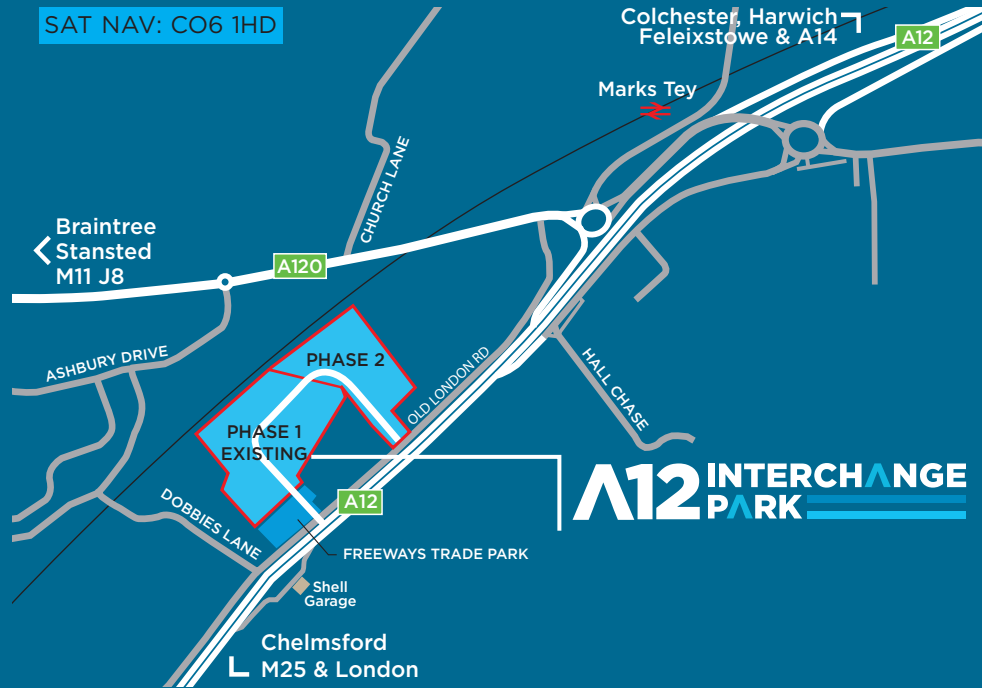 SAT NAV: CO6 1HD
Colchester, Harwich
Feleixstowe & A14
A12
Marks Tey
CHURCH LANE
Braintree
Stansted
M11 J8
A120
ASHBURY DRIVE
PHASE 2
OLD LONDON RD
HALL CHASE
PHASE 1
EXISTING
A12 INTERCHANGE
PARK
A12
DOBBIES LANE
FREEWAYS TRADE PARK
Shell
Garage
Chelmsford
M25 & London